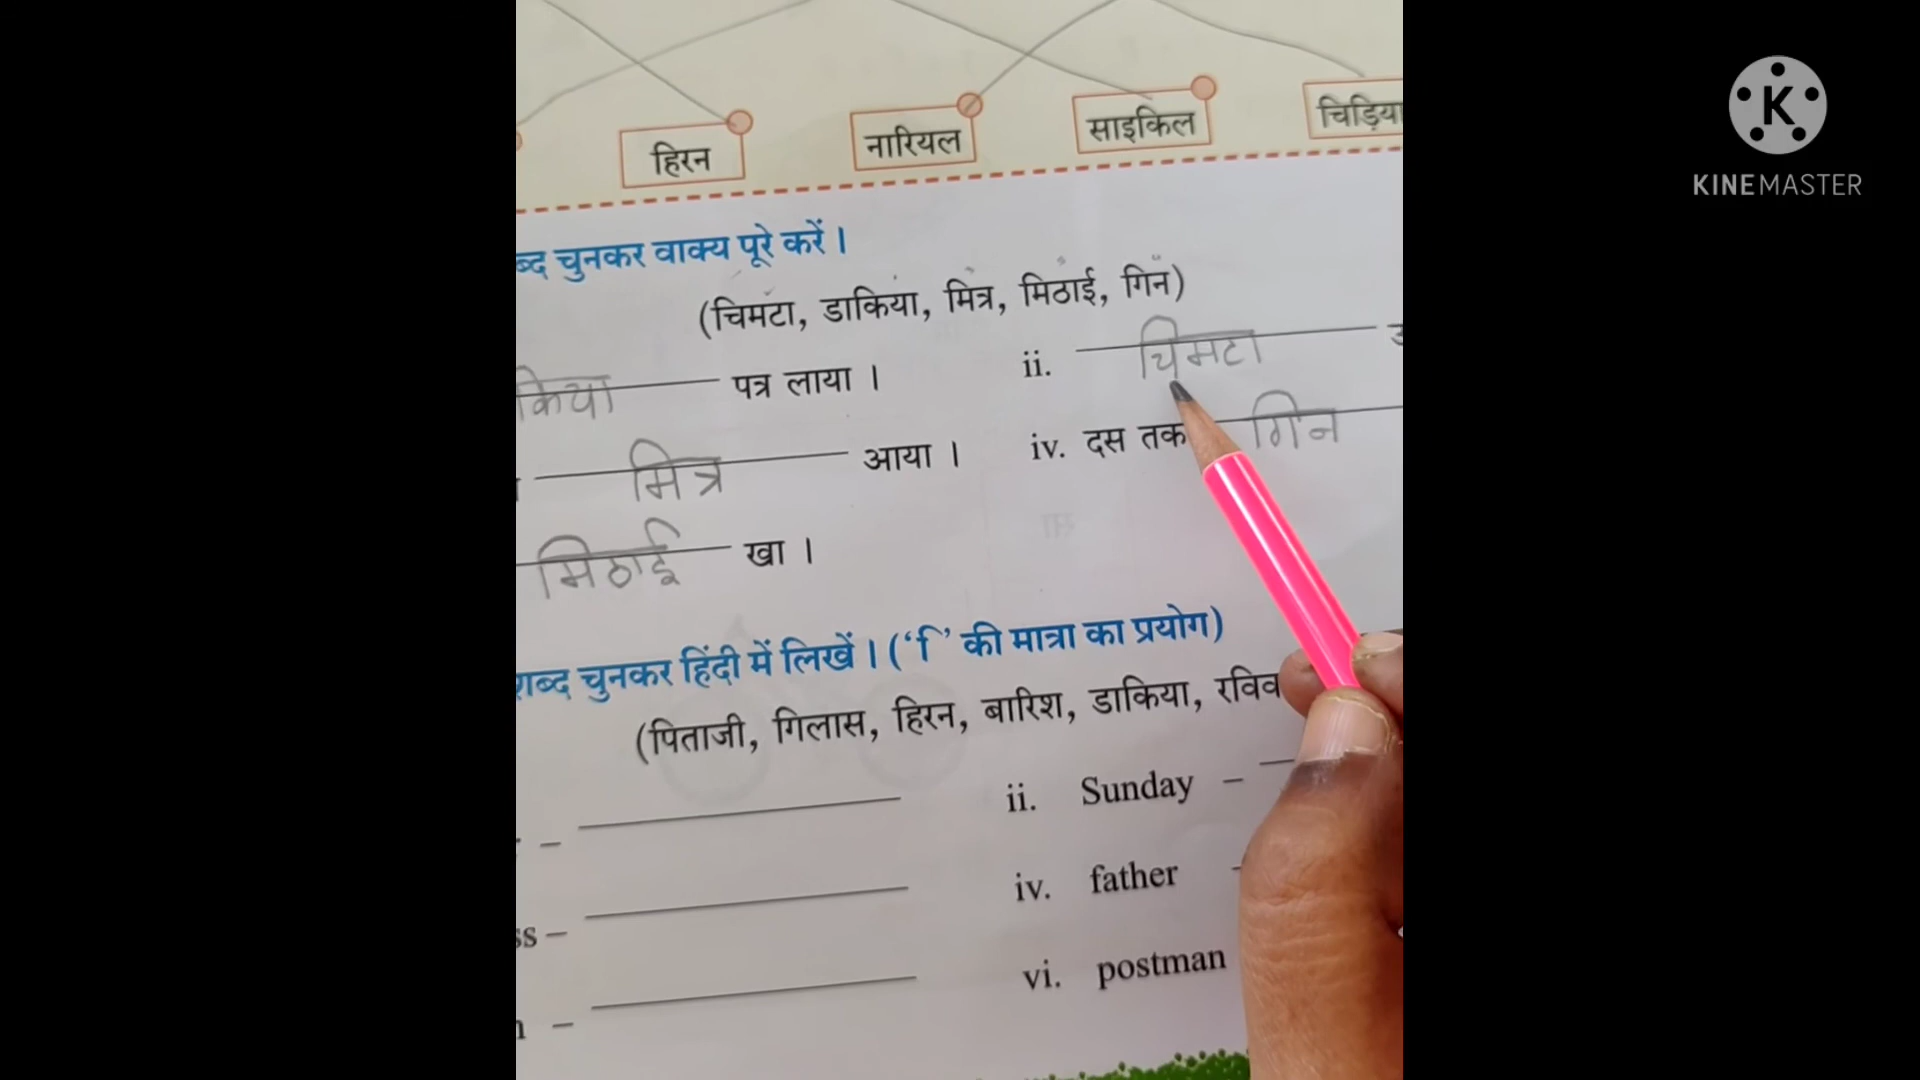 हिरन नारियल साइकिल चिड़िया
चुनकर वाक्य पूरे करें ।
(चिमटा, डाकिया, मित्र, मिठाई, गिन)
किया पत्र लाया । ii. चिमटा
मित्र आया । iv. दस तक गिन
मिठाई खा ।
शब्द चुनकर हिंदी में लिखें । ('ि' की मात्रा का प्रयोग)
(पिताजी, गिलास, हिरन, बारिश, डाकिया,
– ii. Sunday –
ss – iv. father –
– vi. postman
K
KINEMASTER